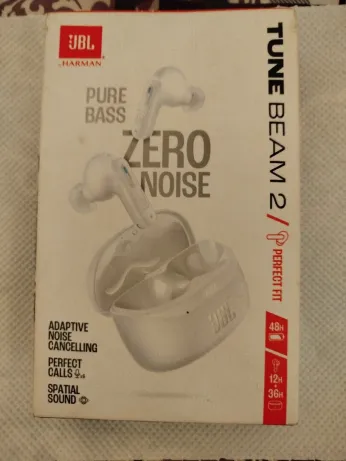 JBL
by HARMAN
PURE
BASS
ZERO
NOISE
TUNE BEAM 2
PERFECT FIT
48H
12H
+
36H
JBL
ADAPTIVE
NOISE
CANCELLING
PERFECT
CALLS
SPATIAL
SOUND